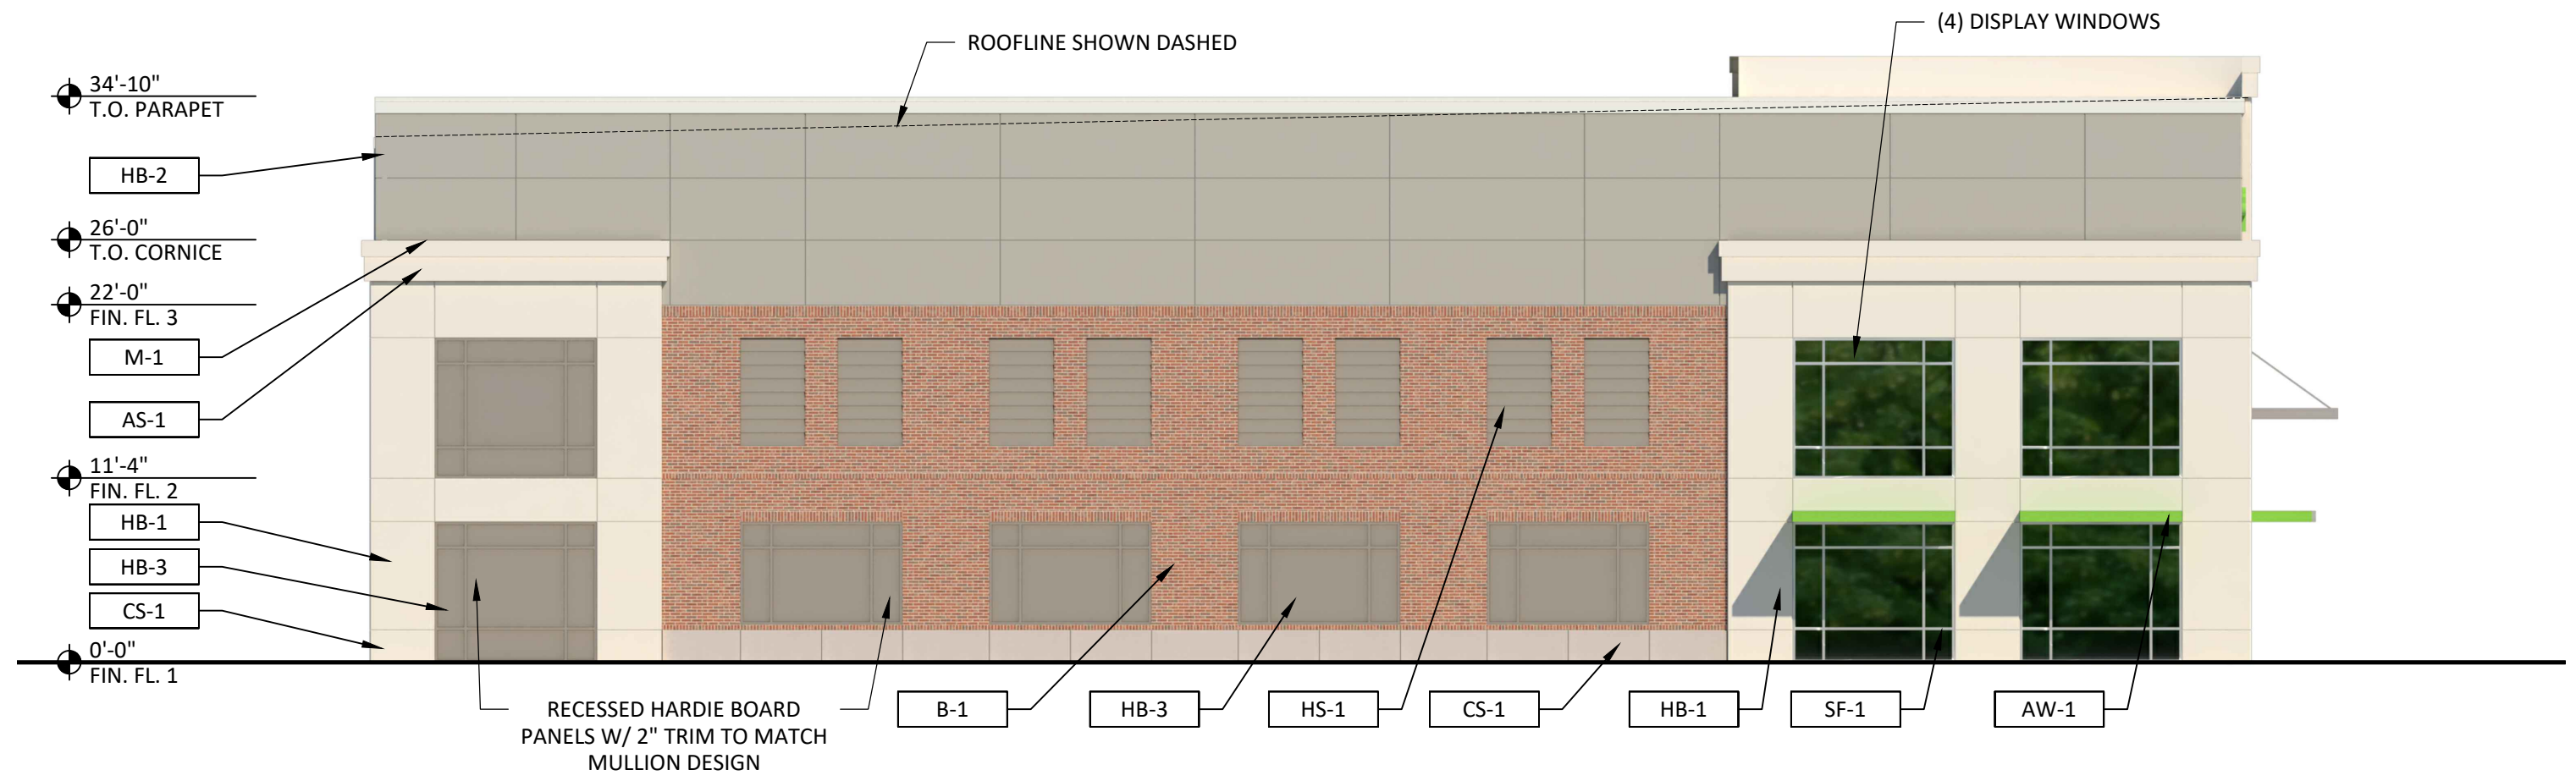 (4) DISPLAY WINDOWS
ROOFLINE SHOWN DASHED
34'-10"
T.O. PARAPET
HB-2
26'-0"
T.O. CORNICE
22'-0"
FIN. FL. 3
M-1
AS-1
11'-4"
FIN. FL. 2
HB-1
HB-3
CS-1
0'-0"
FIN. FL. 1
RECESSED HARDIE BOARD
PANELS W/ 2" TRIM TO MATCH
MULLION DESIGN
B-1
HB-3
HS-1
CS-1
HB-1
SF-1
AW-1